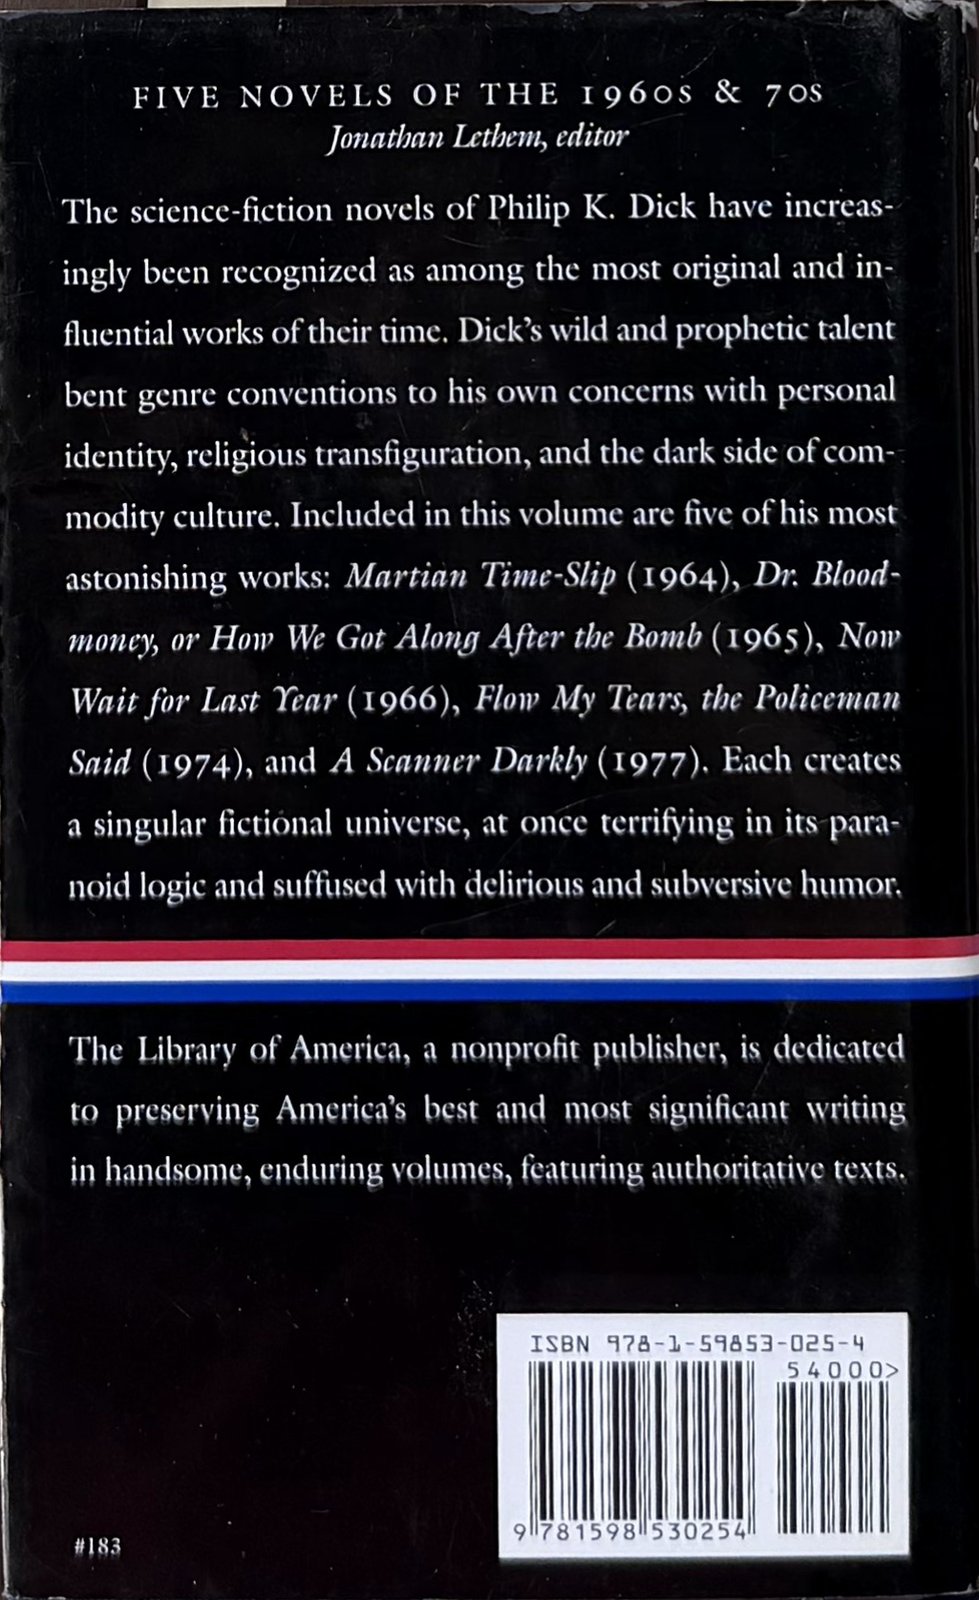 FIVE NOVELS OF THE 1960s & 70s
Jonathan Lethem, editor
The science-fiction novels of Philip K. Dick have increas-
ingly been recognized as among the most original and in-
fluential works of their time. Dick's wild and prophetic talent
bent genre conventions to his own concerns with personal
identity, religious transfiguration, and the dark side of com-
modity culture. Included in this volume are five of his most
astonishing works: Martian Time-Slip (1964), Dr. Blood-
money, or How We Got Along After the Bomb (1965), Now
Wait for Last Year (1966), Flow My Tears, the Policeman
Said (1974), and A Scanner Darkly (1977). Each creates
a singular fictional universe, at once terrifying in its para-
noid logic and suffused with delirious and subversive humor.
The Library of America, a nonprofit publisher, is dedicated
to preserving America's best and most significant writing
in handsome, enduring volumes, featuring authoritative texts.
ISBN 978-1-59853-025-4
54000>
9 781598 530254
#183